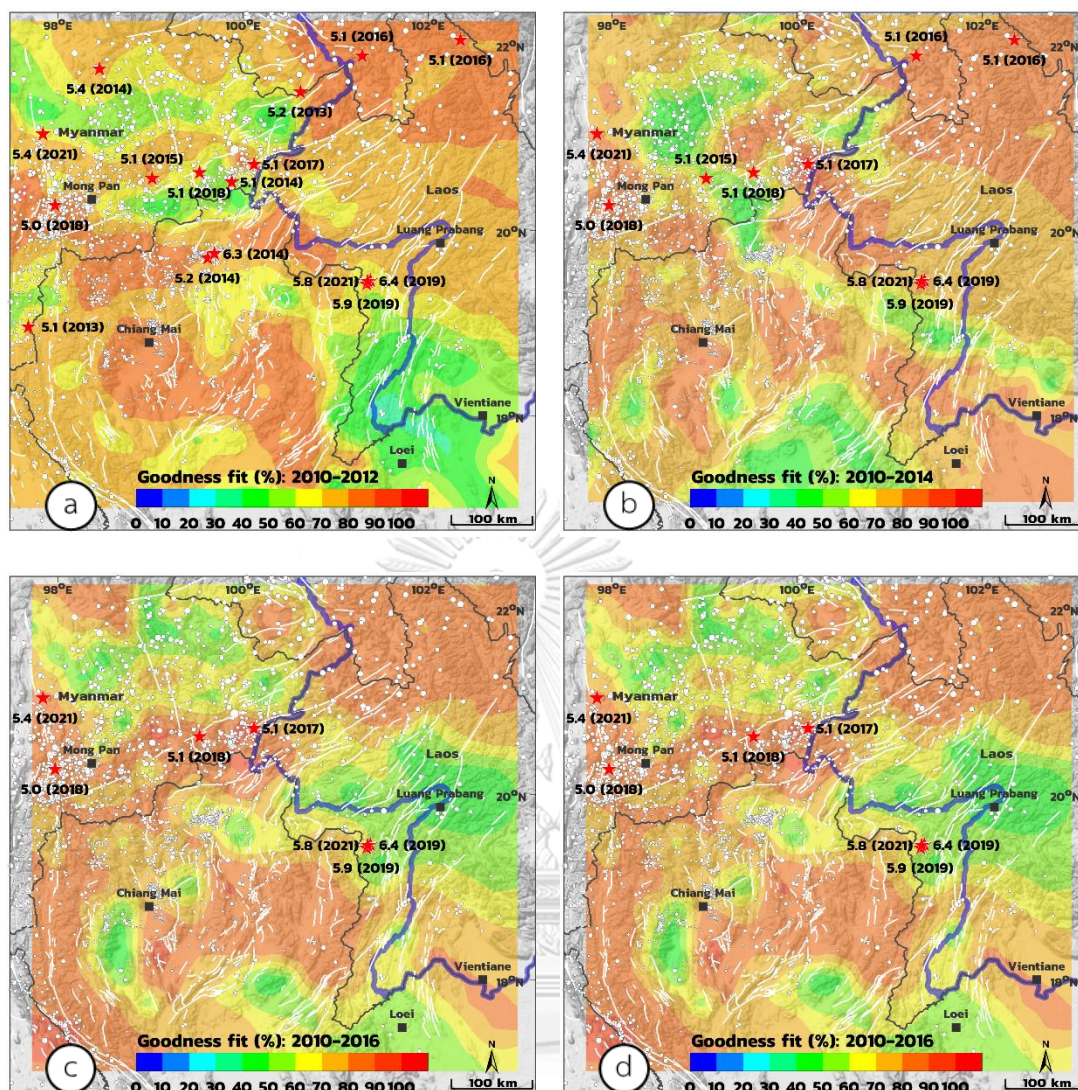 98°E 100°E 102°E
22°N
5.1 (2016)
5.1 (2016)
5.4 (2014)
5.2 (2013)
Myanmar
5.4 (2021)
5.1 (2015)
5.1 (2017)
5.1 (2014)
5.1 (2018)
Mong Pan
Laos
5.0 (2018)
20°N
Luang Prabang
6.3 (2014)
5.2 (2014)
5.8 (2021) 6.4 (2019)
5.9 (2019)
5.1 (2013)
Chiang Mai
Vientiane
18°N
Loei
Goodness fit (%): 2010-2012
N
0 10 20 30 40 50 60 70 80 90 100
100 km
a
98°E 100°E 102°E
22°N
5.1 (2016)
5.1 (2016)
Myanmar
5.4 (2021)
5.1 (2015)
5.1 (2017)
5.1 (2018)
Mong Pan
Laos
5.0 (2018)
20°N
Luang Prabang
5.8 (2021) 6.4 (2019)
5.9 (2019)
Chiang Mai
Vientiane
18°N
Loei
Goodness fit (%): 2010-2014
N
0 10 20 30 40 50 60 70 80 90 100
100 km
b
98°E 100°E 102°E
22°N
Myanmar
5.4 (2021)
5.1 (2017)
5.1 (2018)
Mong Pan
Laos
5.0 (2018)
20°N
Luang Prabang
5.8 (2021) 6.4 (2019)
5.9 (2019)
Chiang Mai
Vientiane
18°N
Loei
Goodness fit (%): 2010-2016
N
0 10 20 30 40 50 60 70 80 90 100
100 km
c
98°E 100°E 102°E
22°N
Myanmar
5.4 (2021)
5.1 (2017)
5.1 (2018)
Mong Pan
Laos
5.0 (2018)
20°N
Luang Prabang
5.8 (2021) 6.4 (2019)
5.9 (2019)
Chiang Mai
Vientiane
18°N
Loei
Goodness fit (%): 2010-2016
N
0 10 20 30 40 50 60 70 80 90 100
100 km
d